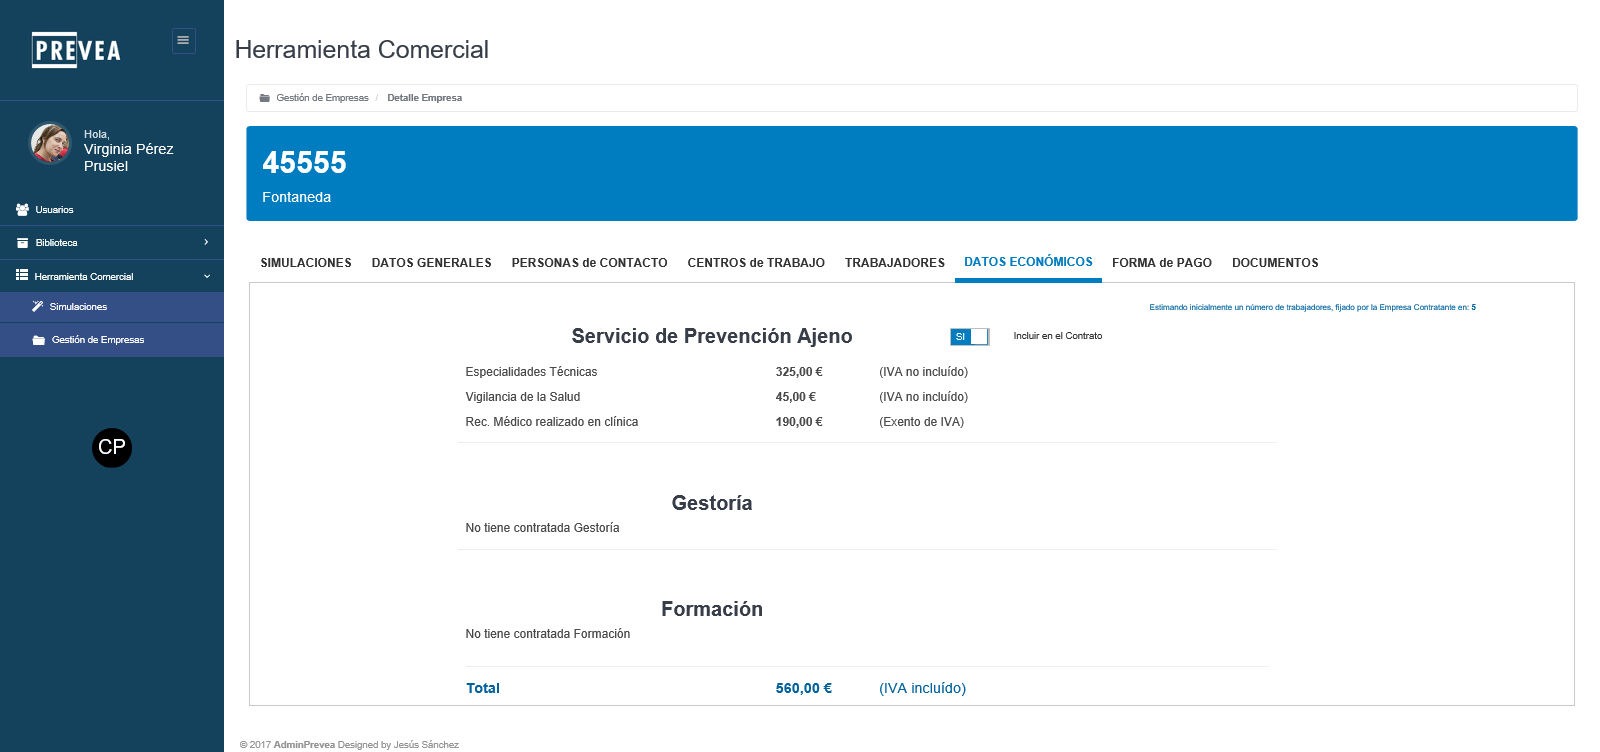 PREVEA
Hola,
Virginia Pérez
Prusiel
Usuarios
Biblioteca
Herramienta Comercial
Simulaciones
Gestión de Empresas
CP
Herramienta Comercial
Gestión de Empresas / Detalle Empresa
45555
Fontaneda
SIMULACIONES DATOS GENERALES PERSONAS de CONTACTO CENTROS de TRABAJO TRABAJADORES DATOS ECONÓMICOS FORMA de PAGO DOCUMENTOS
Estimando inicialmente un número de trabajadores, fijado por la Empresa Contratante en: 5
Servicio de Prevención Ajeno SI Incluir en el Contrato
Especialidades Técnicas 325,00 € (IVA no incluído)
Vigilancia de la Salud 45,00 € (IVA no incluído)
Rec. Médico realizado en clínica 190,00 € (Exento de IVA)
Gestoría
No tiene contratada Gestoría
Formación
No tiene contratada Formación
Total 560,00 € (IVA incluído)
© 2017 AdminPrevea Designed by Jesús Sánchez